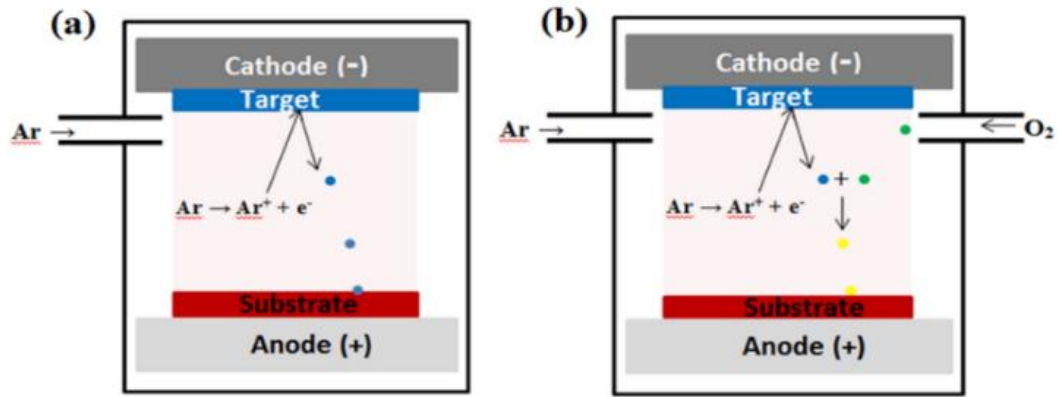 (a)
Cathode (-)
Target
Ar →
Ar → Ar⁺ + e⁻
Substrate
Anode (+)
(b)
Cathode (-)
Target
Ar →
← O₂
+
Ar → Ar⁺ + e⁻
Substrate
Anode (+)